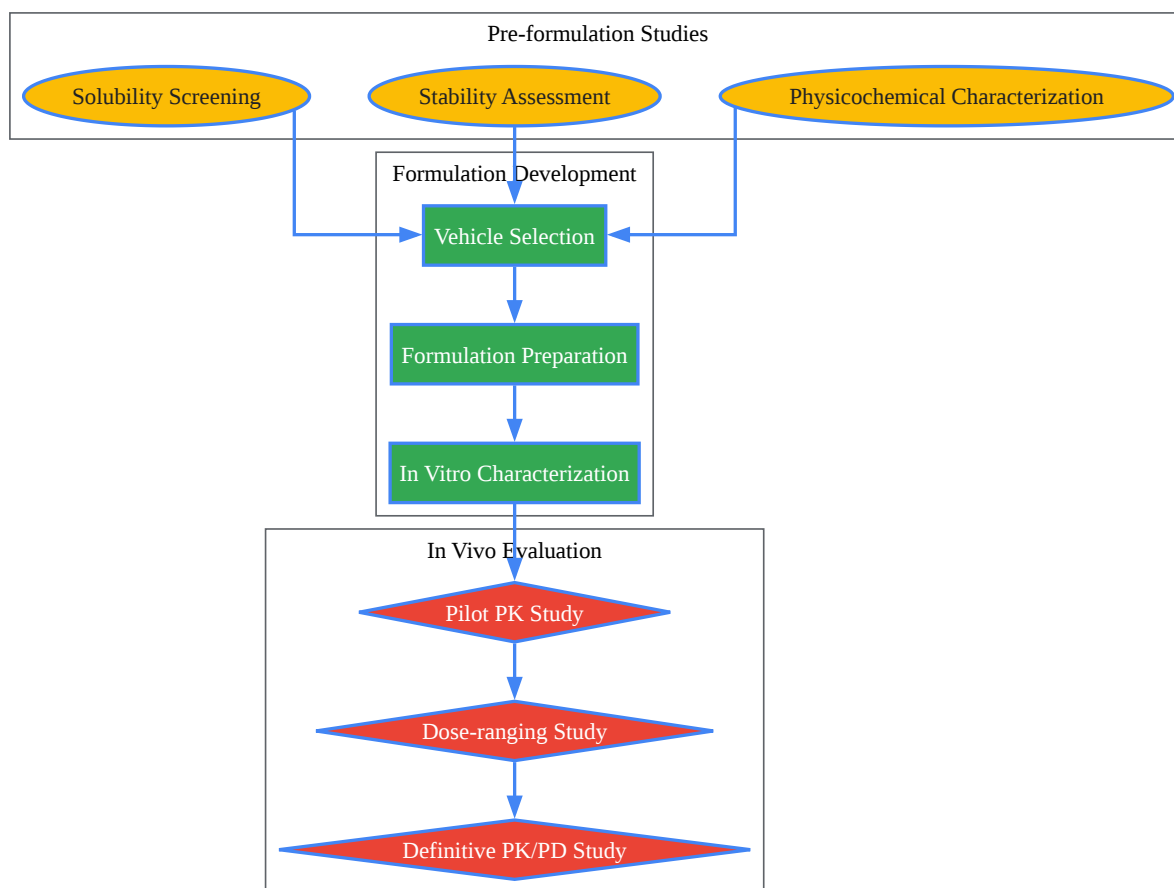 Pre-formulation Studies
Solubility Screening
Stability Assessment
Physicochemical Characterization
Formulation Development
Vehicle Selection
Formulation Preparation
In Vitro Characterization
In Vivo Evaluation
Pilot PK Study
Dose-ranging Study
Definitive PK/PD Study